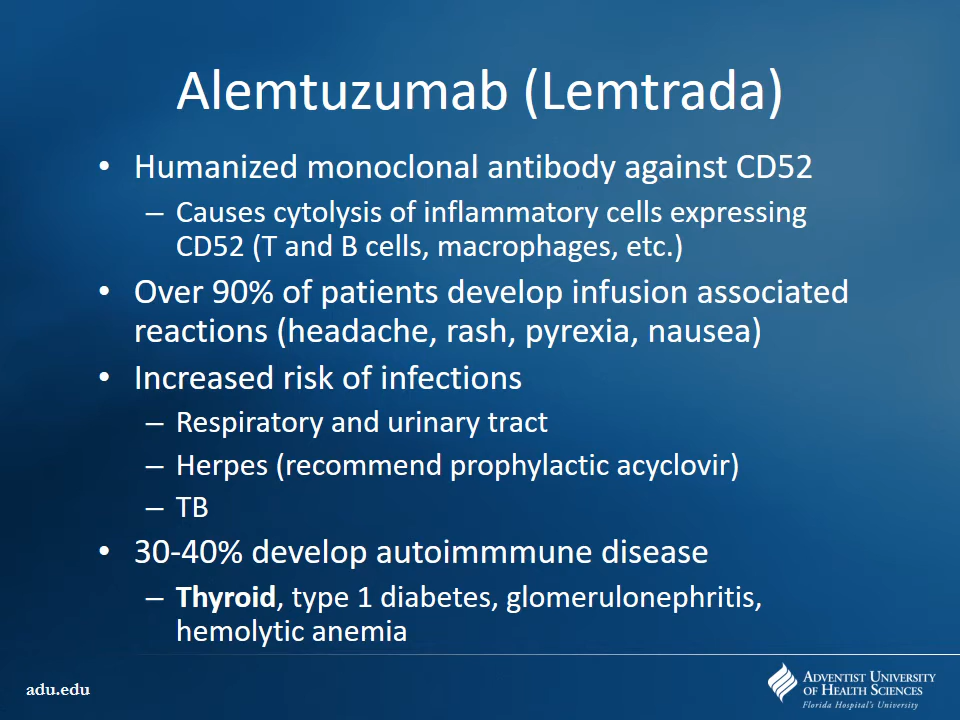 Alemtuzumab (Lemtrada)
• Humanized monoclonal antibody against CD52
– Causes cytolysis of inflammatory cells expressing
CD52 (T and B cells, macrophages, etc.)
• Over 90% of patients develop infusion associated
reactions (headache, rash, pyrexia, nausea)
• Increased risk of infections
– Respiratory and urinary tract
– Herpes (recommend prophylactic acyclovir)
– TB
• 30-40% develop autoimmmune disease
– Thyroid, type 1 diabetes, glomerulonephritis,
hemolytic anemia
adu.edu
Adventist University
of Health Sciences
Florida Hospital's University